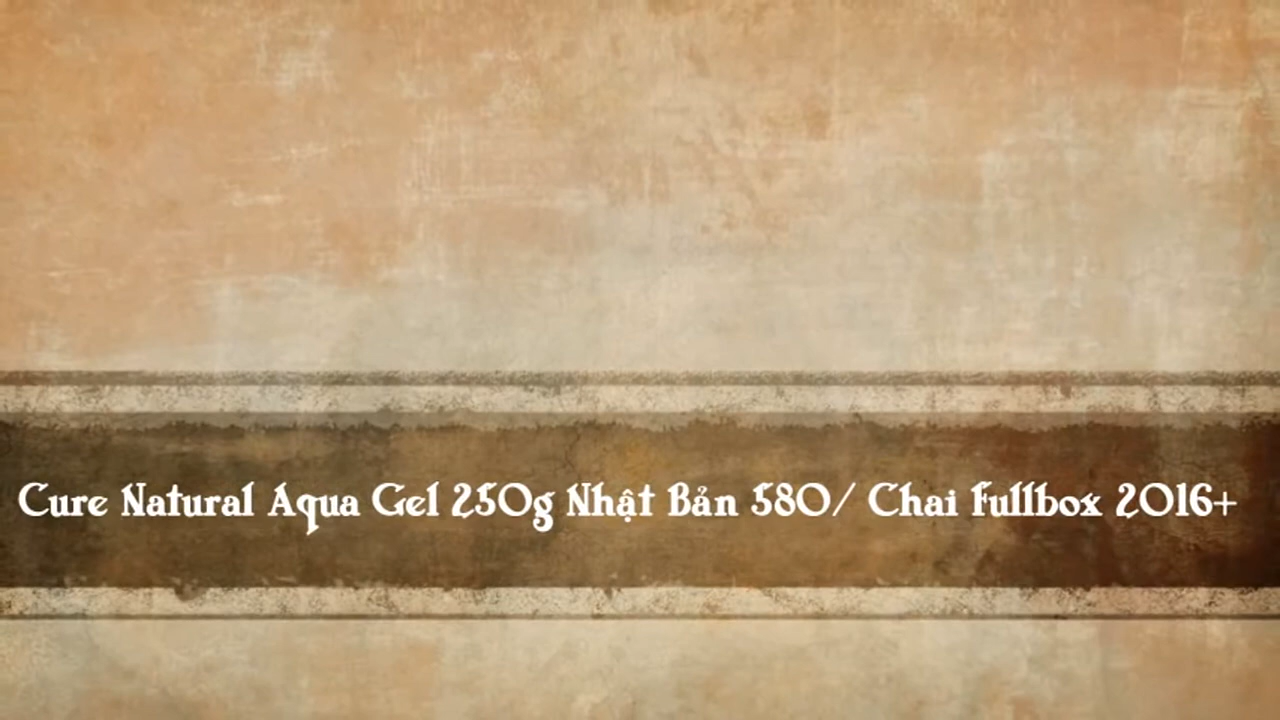 Cure Natural Aqua Gel 250g Nhật Bản 580/ Chai Fullbox 2016+